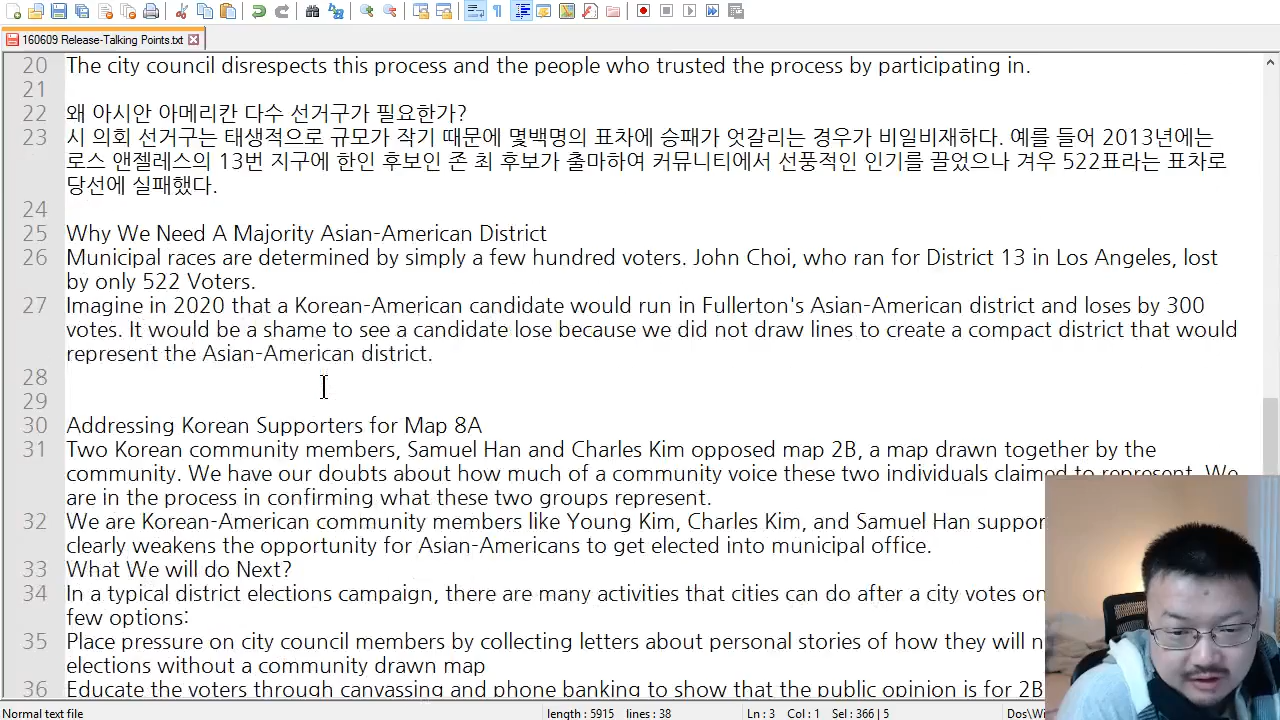 160609 Release-Talking Points.txt
20 The city council disrespects this process and the people who trusted the process by participating in.
21
22 왜 아시안 아메리칸 다수 선거구가 필요한가?
23 시 의회 선거구는 태생적으로 규모가 작기 때문에 몇백명의 표차에 승패가 엇갈리는 경우가 비일비재하다. 예를 들어 2013년에는
로스 앤젤레스의 13번 지구에 한인 후보인 존 최 후보가 출마하여 커뮤니티에서 선풍적인 인기를 끌었으나 겨우 522표라는 표차로
당선에 실패했다.
24
25 Why We Need A Majority Asian-American District
26 Municipal races are determined by simply a few hundred voters. John Choi, who ran for District 13 in Los Angeles, lost
by only 522 Voters.
27 Imagine in 2020 that a Korean-American candidate would run in Fullerton's Asian-American district and loses by 300
votes. It would be a shame to see a candidate lose because we did not draw lines to create a compact district that would
represent the Asian-American district.
28
29
30 Addressing Korean Supporters for Map 8A
31 Two Korean community members, Samuel Han and Charles Kim opposed map 2B, a map drawn together by the
community. We have our doubts about how much of a community voice these two individuals claimed to represent. We
are in the process in confirming what these two groups represent.
32 We are Korean-American community members like Young Kim, Charles Kim, and Samuel Han suppor
clearly weakens the opportunity for Asian-Americans to get elected into municipal office.
33 What We will do Next?
34 In a typical district elections campaign, there are many activities that cities can do after a city votes on
few options:
35 Place pressure on city council members by collecting letters about personal stories of how they will n
elections without a community drawn map
36 Educate the voters through canvassing and phone banking to show that the public opinion is for 2B
Normal text file length : 5915 lines : 38 Ln : 3 Col : 1 Sel : 366 | 5 Dos\Wi